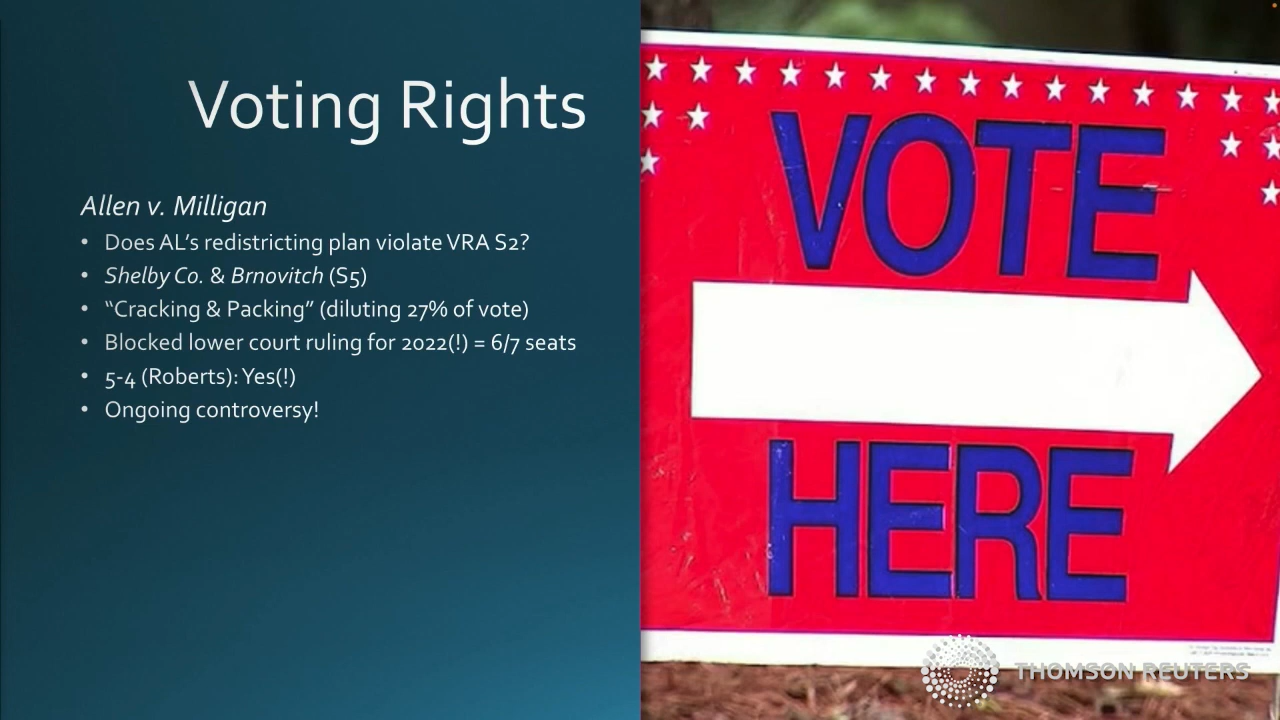 Voting Rights
Allen v. Milligan
• Does AL’s redistricting plan violate VRA S2?
• Shelby Co. & Brnovitch (S5)
• “Cracking & Packing” (diluting 27% of vote)
• Blocked lower court ruling for 2022(!) = 6/7 seats
• 5-4 (Roberts): Yes(!)
• Ongoing controversy!
VOTE
HERE
THOMSON REUTERS